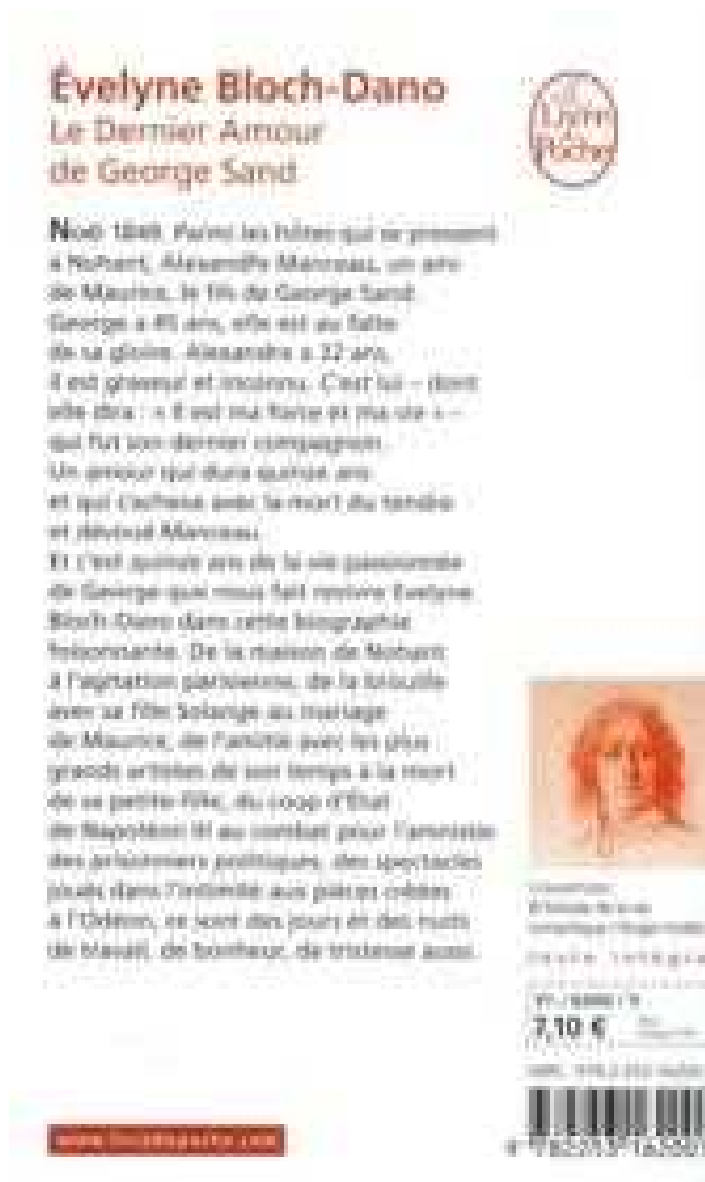 Évelyne Bloch-Dano
Le Dernier Amour
de George Sand
Le
Livre
de
Poche
Noël 1849. Parmi les hôtes qui se pressent
à Nohant, Alexandre Manceau, un ami
de Maurice, le fils de George Sand.
George a 45 ans, elle est au faîte
de sa gloire. Alexandre a 32 ans,
il est graveur et inconnu. C'est lui – dont
elle dira : « Il est ma force et ma vie » –
qui fut son dernier compagnon.
Un amour qui dura quinze ans
et qui s'acheva avec la mort du tendre
et dévoué Manceau.
Et c'est quinze ans de la vie passionnée
de George que nous fait revivre Évelyne
Bloch-Dano dans cette biographie
foisonnante. De la maison de Nohant
à l'agitation parisienne, de la brouille
avec sa fille Solange au mariage
de Maurice, de l'amitié avec les plus
grands artistes de son temps à la mort
de sa petite-fille, du coup d'État
de Napoléon III au combat pour l'amnistie
des prisonniers politiques, des spectacles
joués dans l'intimité aux pièces créées
à l'Odéon, ce sont des jours et des nuits
de travail, de bonheur, de tristesse aussi.
Couverture :
texte intégra
7,10 €
www.livredepoche.com